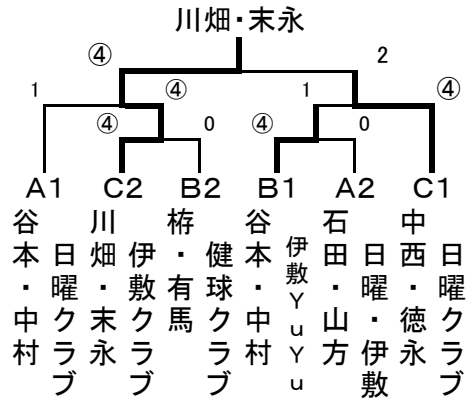 川畑・末永
④ 2
1 ④ 1 ④
④ 0 ④ 0
A1 C2 B2 B1 A2 C1
谷本・中村
日曜クラブ
川畑・末永
伊敷クラブ
栫・有馬
健球クラブ
谷本・中村
伊敷YuYu
石田・山方
日曜・伊敷
中西・徳永
日曜クラブ